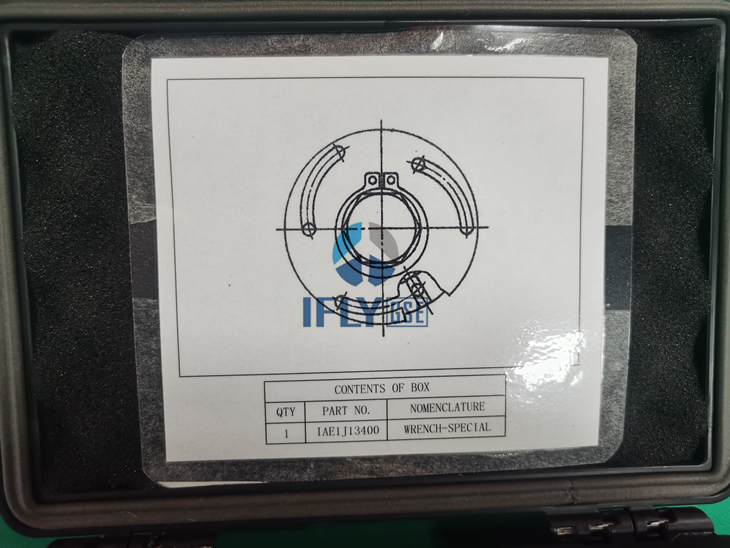 IFLY GSE
CONTENTS OF BOX
QTY PART NO. NOMENCLATURE
1 IAE1J13400 WRENCH-SPECIAL